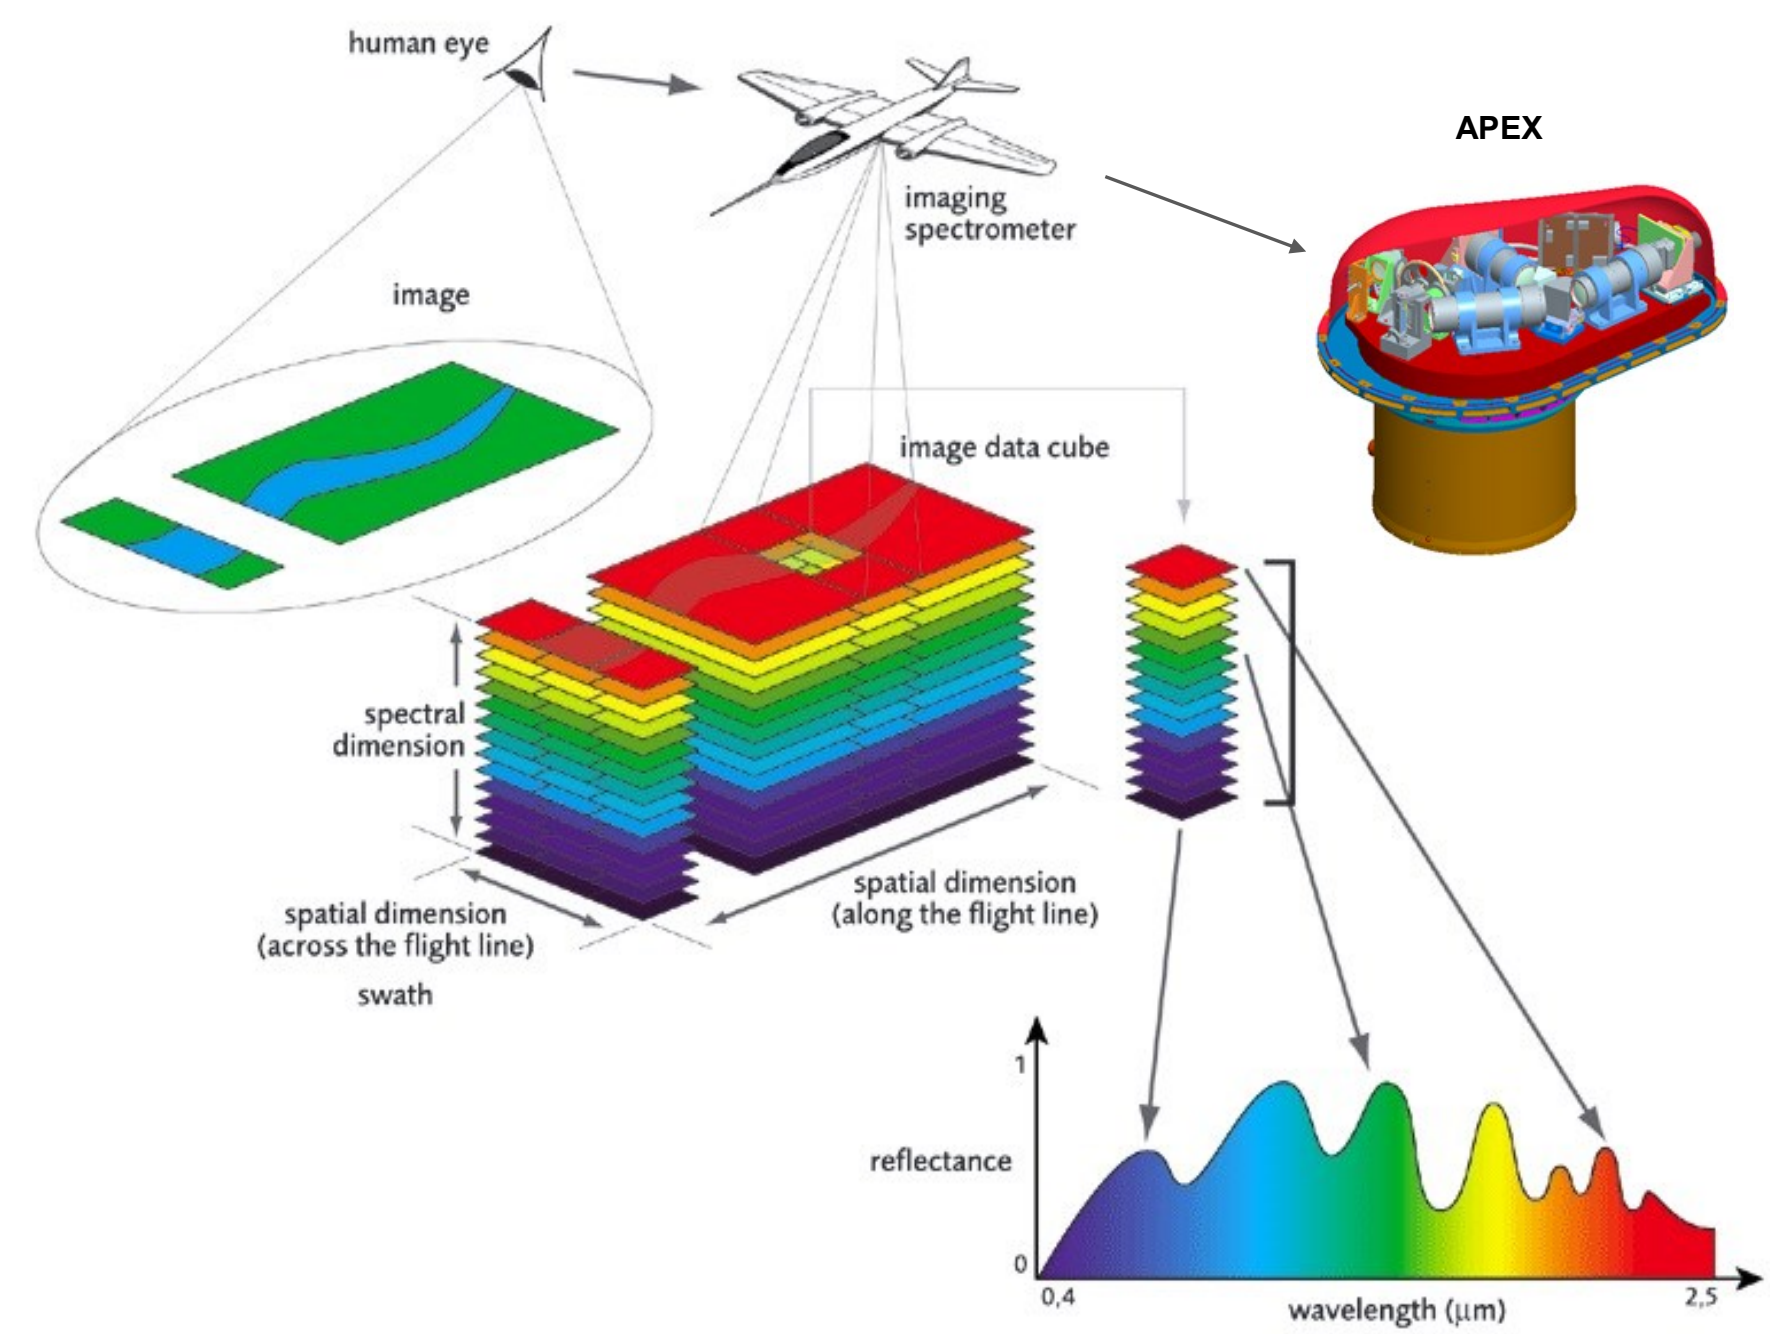 human eye
APEX
imaging
spectrometer
image
image data cube
spectral
dimension
spatial dimension
(along the flight line)
spatial dimension
(across the flight line)
swath
1
reflectance
0
0,4
2,5
wavelength (µm)